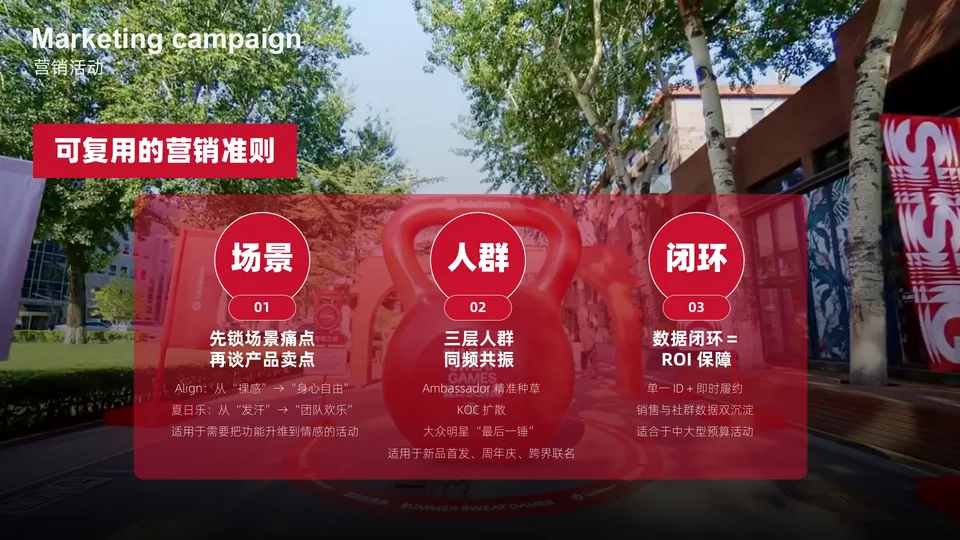 Marketing campaign
营销活动
可复用的营销准则
场景
01
先锁场景痛点
再谈产品卖点
Align：从“裸感”→“身心自由”
夏日乐：从“发汗”→“团队欢乐”
适用于需要把功能升维到情感的活动
人群
02
三层人群
同频共振
Ambassador 精准种草
KOC 扩散
大众明星“最后一锤”
适用于新品首发、周年庆、跨界联名
闭环
03
数据闭环＝
ROI 保障
单一 ID + 即时履约
销售与社群数据双沉淀
适合于中大型预算活动
GAMES
SUMMER SWEAT GAMES